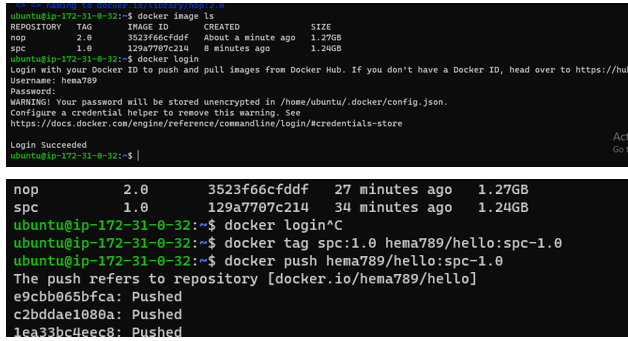 => => naming to docker.io/library/nop:2.0
ubuntu@ip-172-31-0-32:~$ docker image ls
REPOSITORY   TAG       IMAGE ID       CREATED              SIZE
nop          2.0       3523f66cfddf   About a minute ago   1.27GB
spc          1.0       129a7707c214   8 minutes ago        1.24GB
ubuntu@ip-172-31-0-32:~$ docker login
Login with your Docker ID to push and pull images from Docker Hub. If you don't have a Docker ID, head over to https://hu
Username: hema789
Password:
WARNING! Your password will be stored unencrypted in /home/ubuntu/.docker/config.json.
Configure a credential helper to remove this warning. See
https://docs.docker.com/engine/reference/commandline/login/#credentials-store
Act
Login Succeeded
Go t
ubuntu@ip-172-31-0-32:~$
nop          2.0       3523f66cfddf   27 minutes ago   1.27GB
spc          1.0       129a7707c214   34 minutes ago   1.24GB
ubuntu@ip-172-31-0-32:~$ docker login^C
ubuntu@ip-172-31-0-32:~$ docker tag spc:1.0 hema789/hello:spc-1.0
ubuntu@ip-172-31-0-32:~$ docker push hema789/hello:spc-1.0
The push refers to repository [docker.io/hema789/hello]
e9cbb065bfca: Pushed
c2bddae1080a: Pushed
1ea33bc4eec8: Pushed